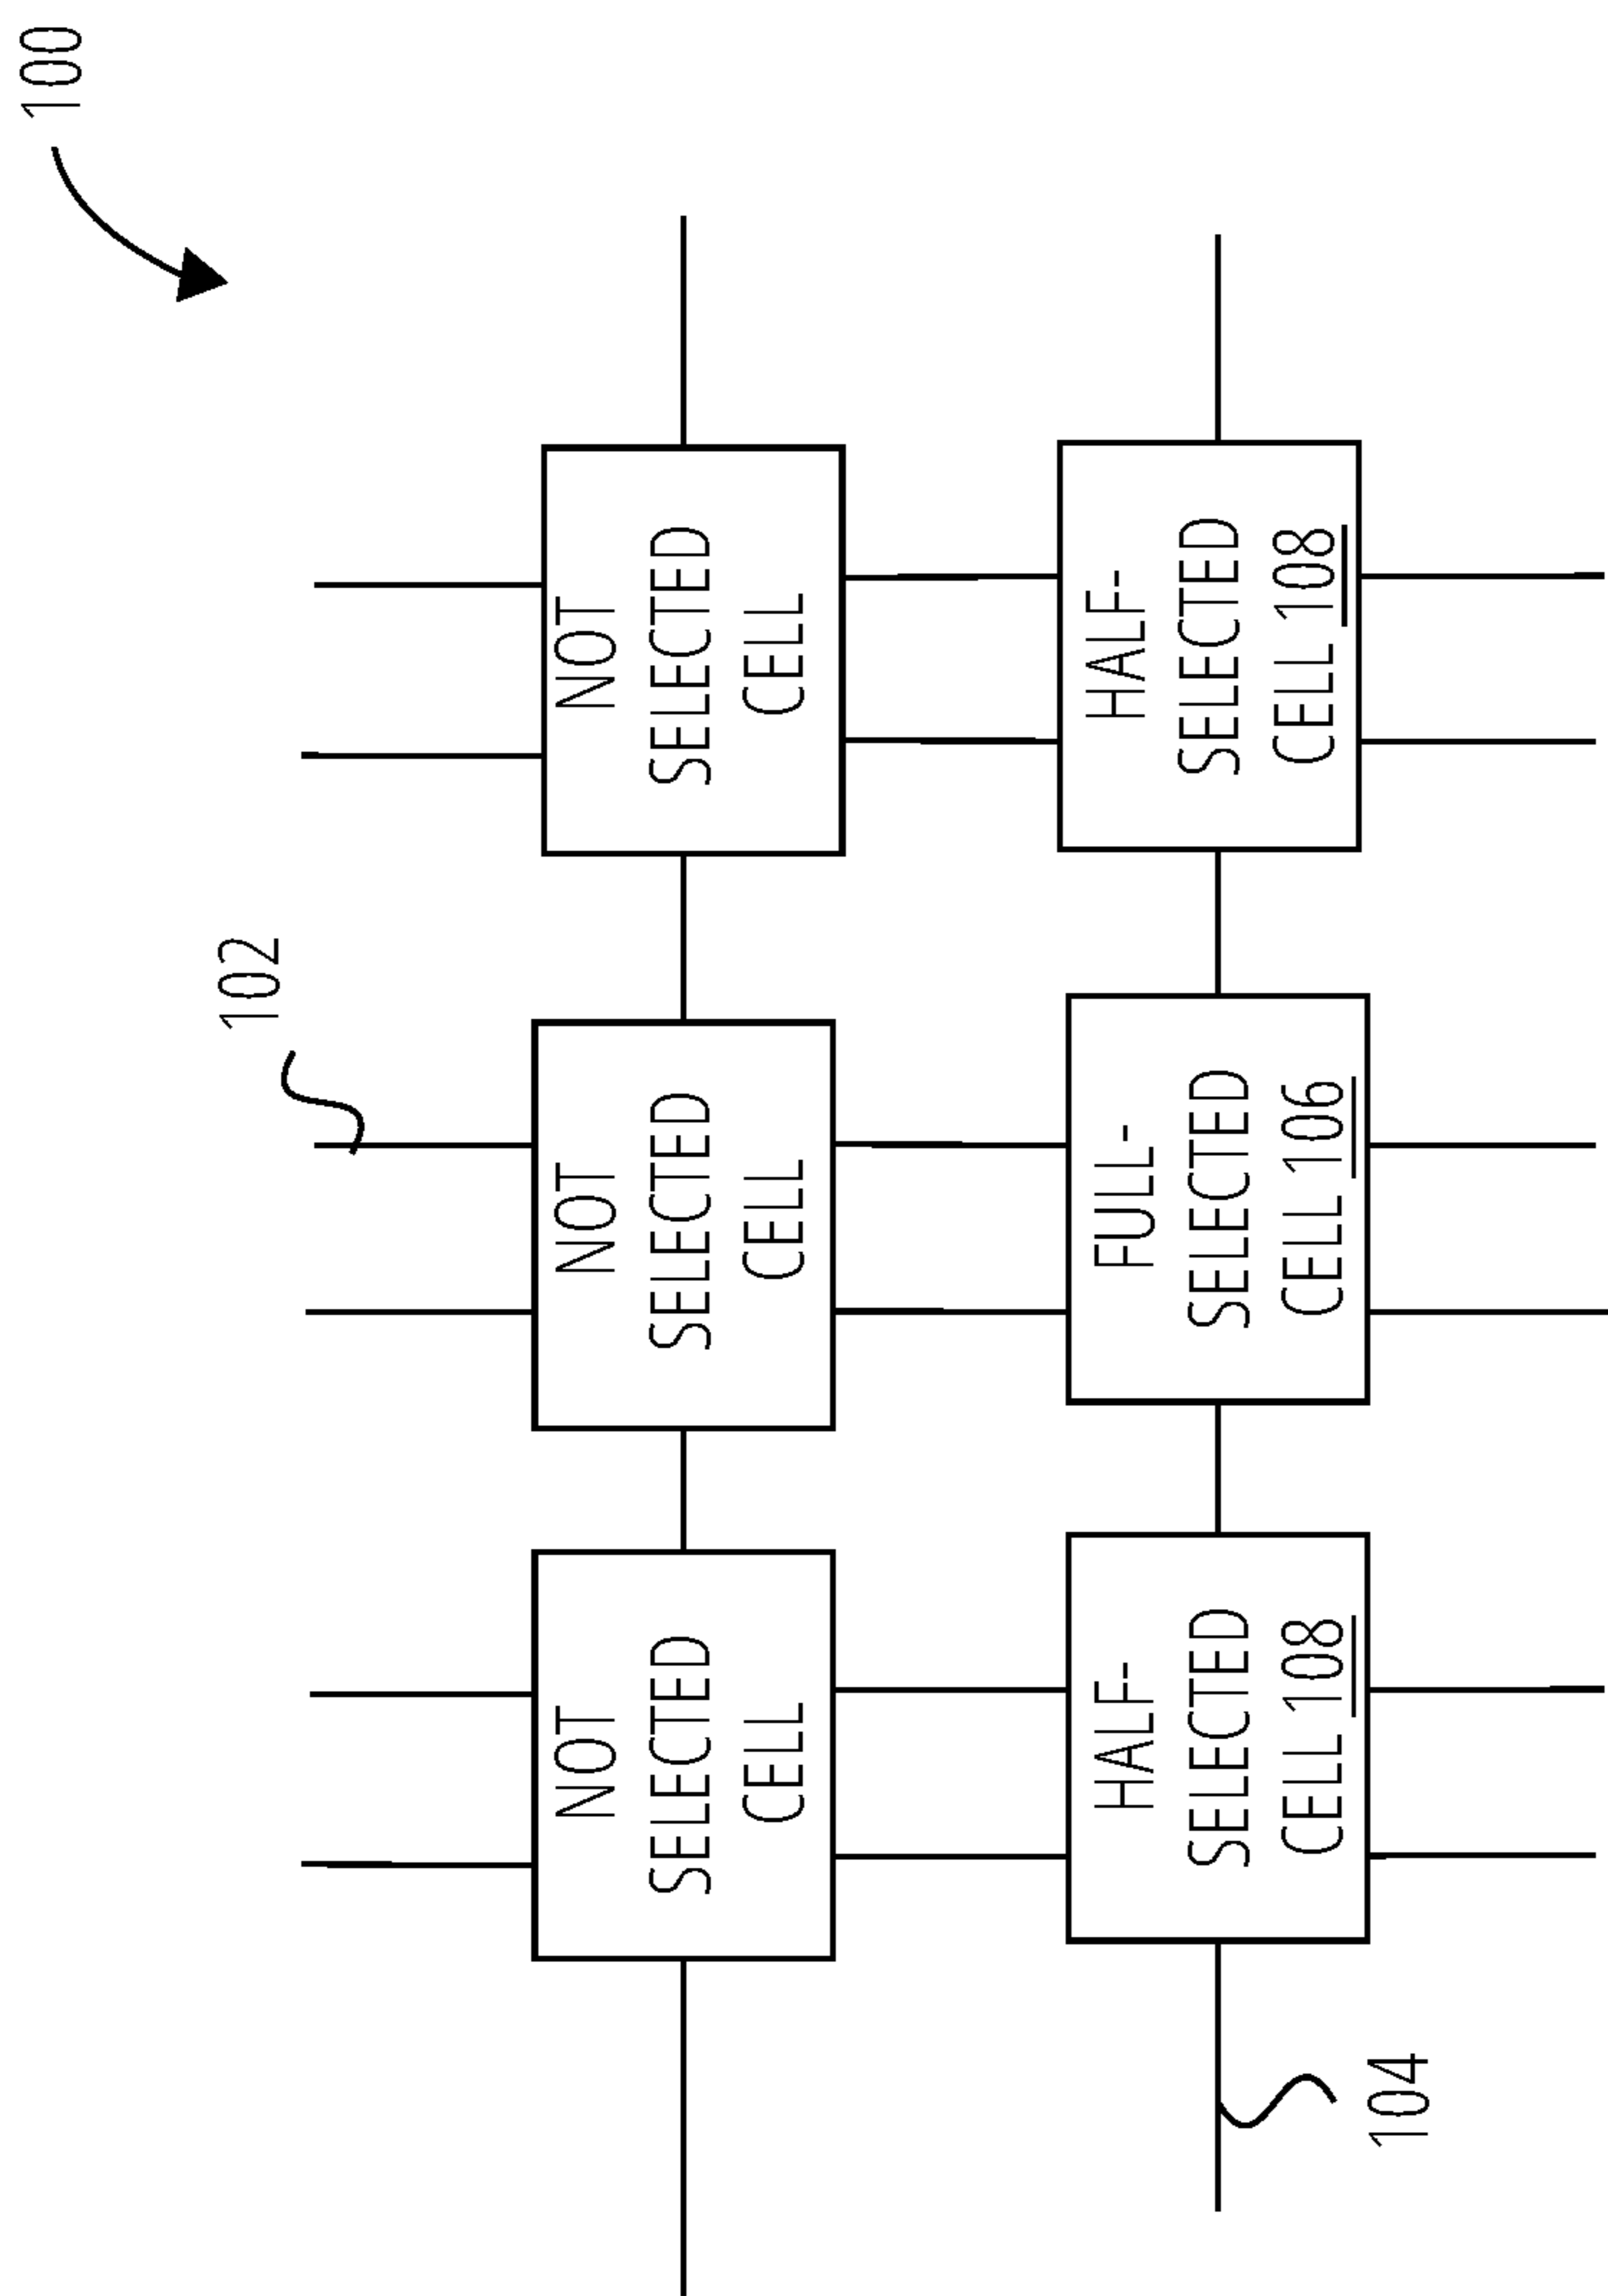 100
102
NOT
SELECTED
CELL
NOT
SELECTED
CELL
NOT
SELECTED
CELL
HALF-
SELECTED
CELL 108
FULL-
SELECTED
CELL 106
HALF-
SELECTED
CELL 108
104